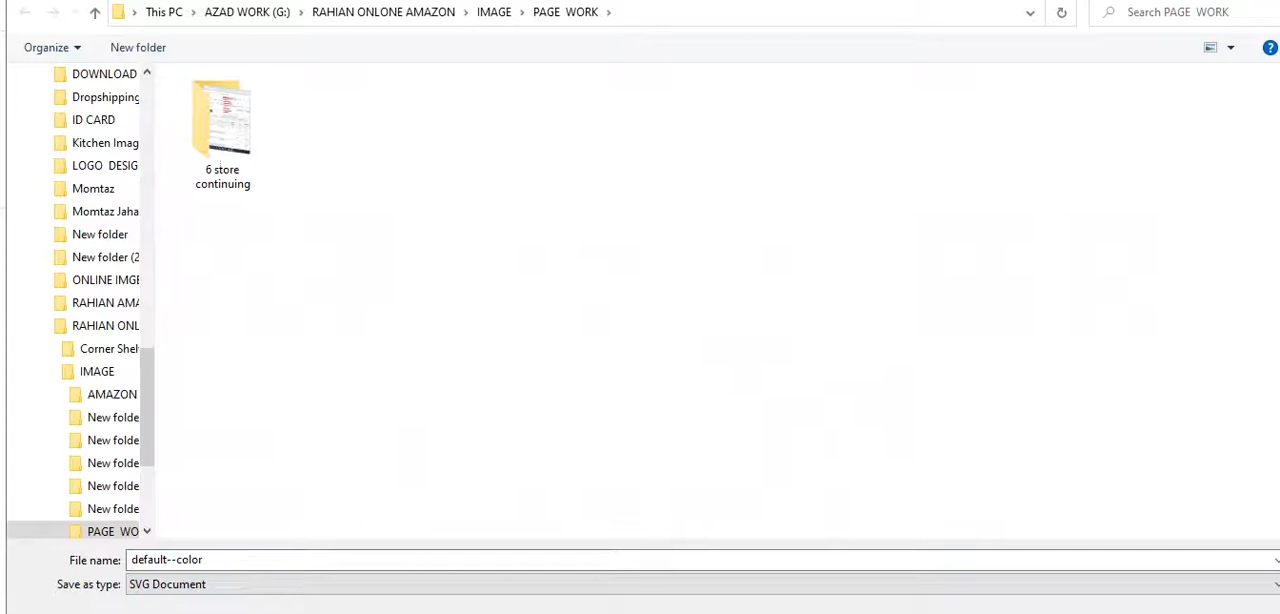 This PC > AZAD WORK (G:) > RAHIAN ONLONE AMAZON > IMAGE > PAGE WORK >
Search PAGE WORK
Organize
New folder
DOWNLOAD
Dropshipping
ID CARD
Kitchen Imag
LOGO DESIG
Momtaz
Momtaz Jaha
New folder
New folder (2
ONLINE IMGE
RAHIAN AMA
RAHIAN ONL
Corner Shel
IMAGE
AMAZON
New folde
New folde
New folde
New folde
New folde
PAGE WO
6 store
continuing
File name: default--color
Save as type: SVG Document